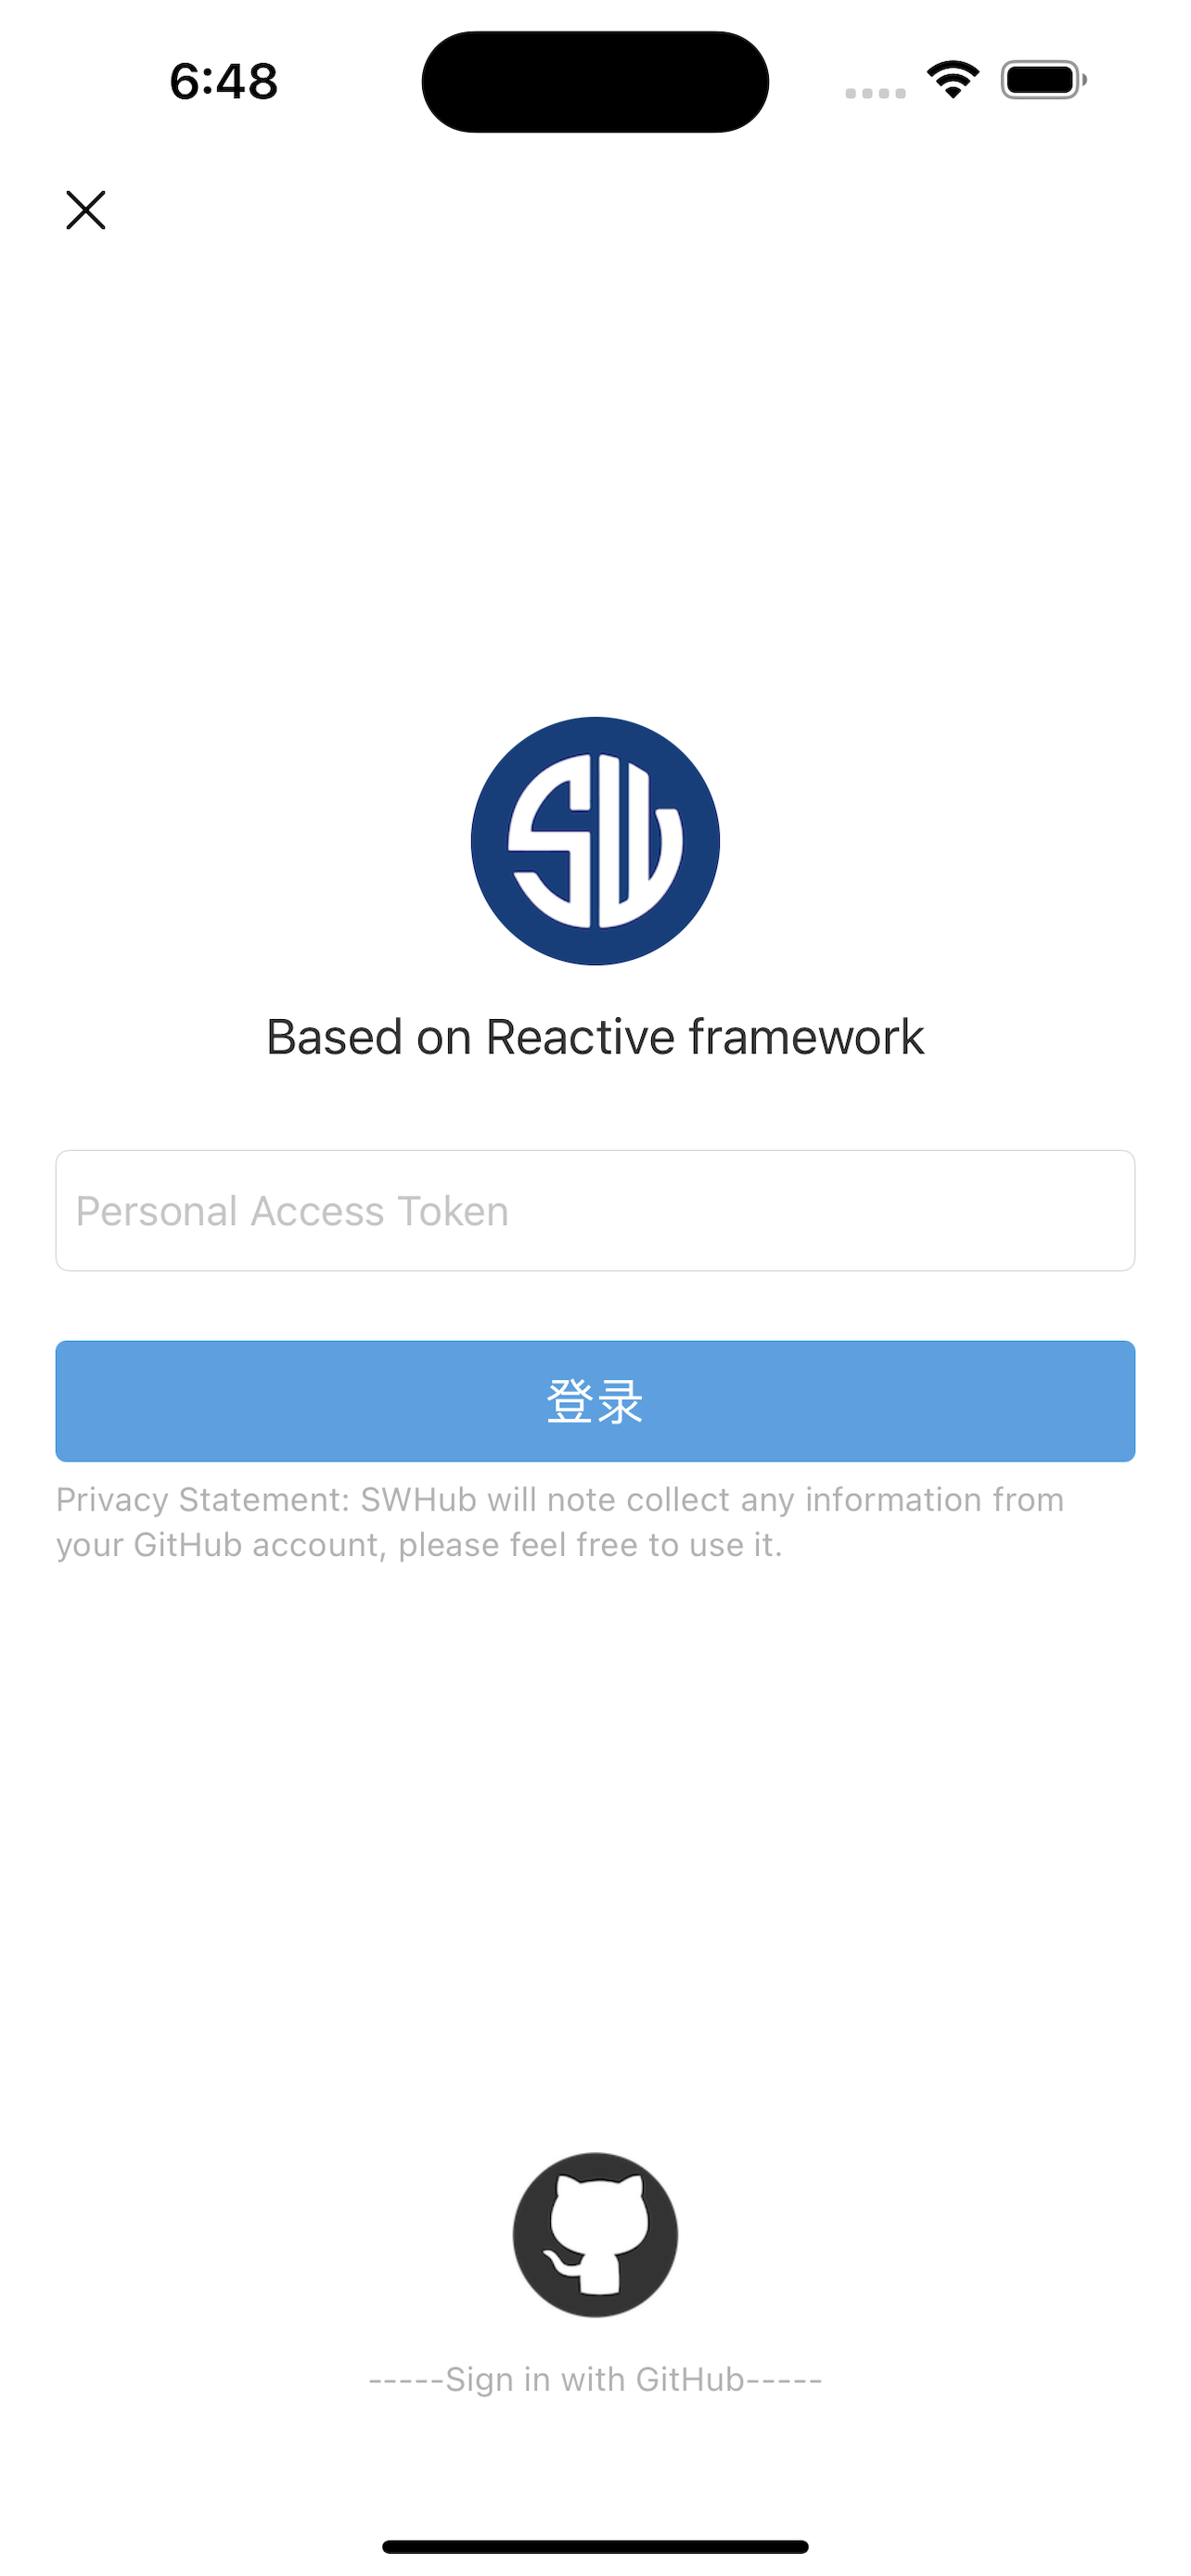 6:48
SW
Based on Reactive framework
Personal Access Token
登录
Privacy Statement: SWHub will note collect any information from
your GitHub account, please feel free to use it.
-----Sign in with GitHub-----